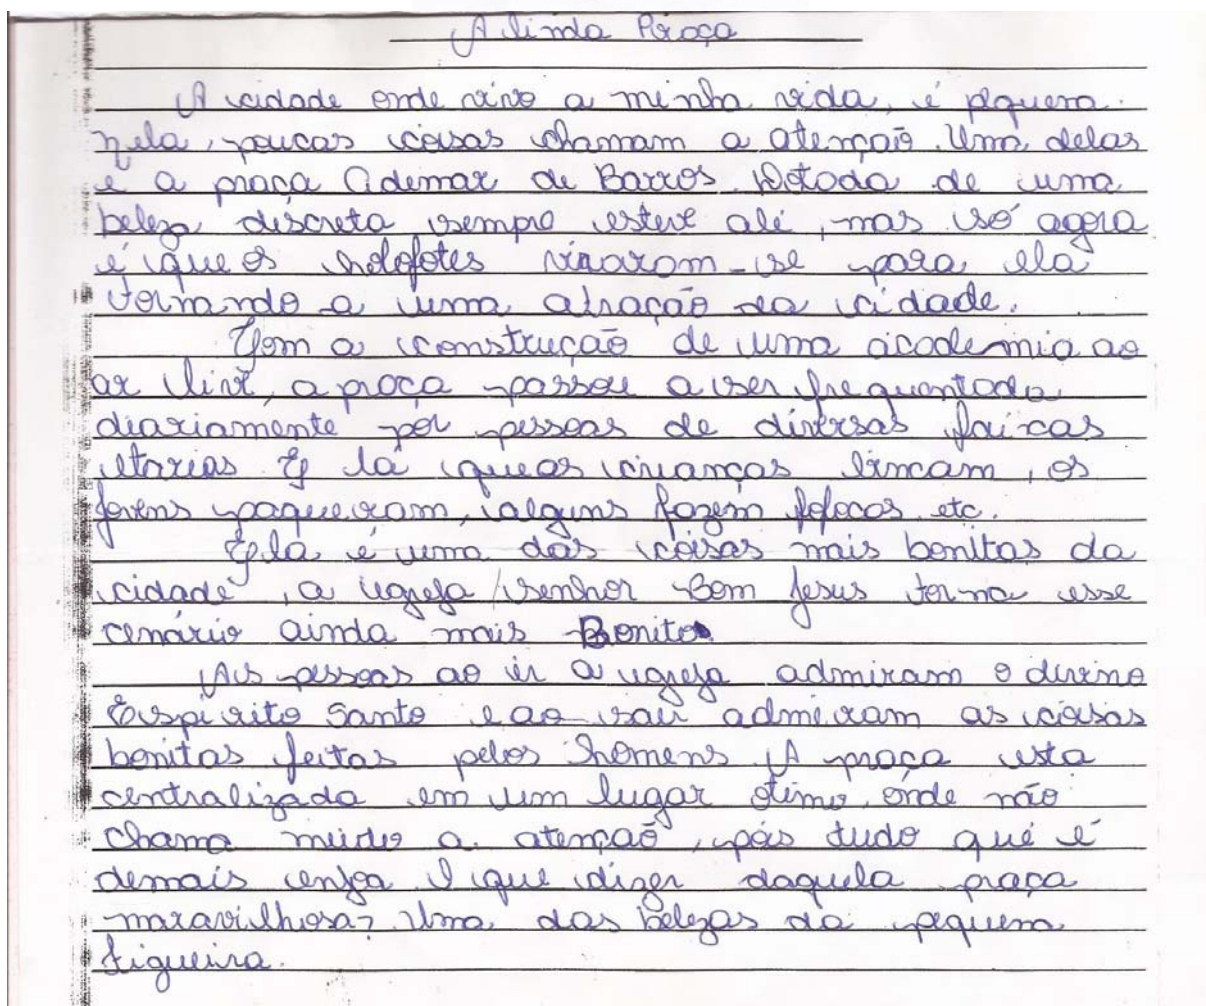 A linda Praça
A cidade onde vivo a minha vida, é pequena.
nela, poucas coisas chamam a atenção. Uma delas
é a praça Ademar de Barros. Dotada de uma
beleza discreta sempre esteve ali, mas só agora
é que os holofotes viraram-se para ela
tornando a uma atração da cidade.
Com a construção de uma academia ao
ar livre, a praça passou a ser frequentada
diariamente por pessoas de diversas faixas
etarias É lá que as crianças brincam, os
jovens paqueram, alguns fazem fofocas etc.
Ela é uma das coisas mais bonitas da
cidade, a igreja senhor Bom Jesus torna esse
cenário ainda mais Bonito
As pessoas ao ir a igreja admiram o divino
Espirito Santo e ao sair admiram as coisas
bonitas feitas pelos homens A praça esta
centralizada em um lugar ótimo, onde não
chama muito a atenção, pois tudo que é
demais enjoa O que dizer daquela praça
maravilhosa? Uma das belezas da pequena
figueira.